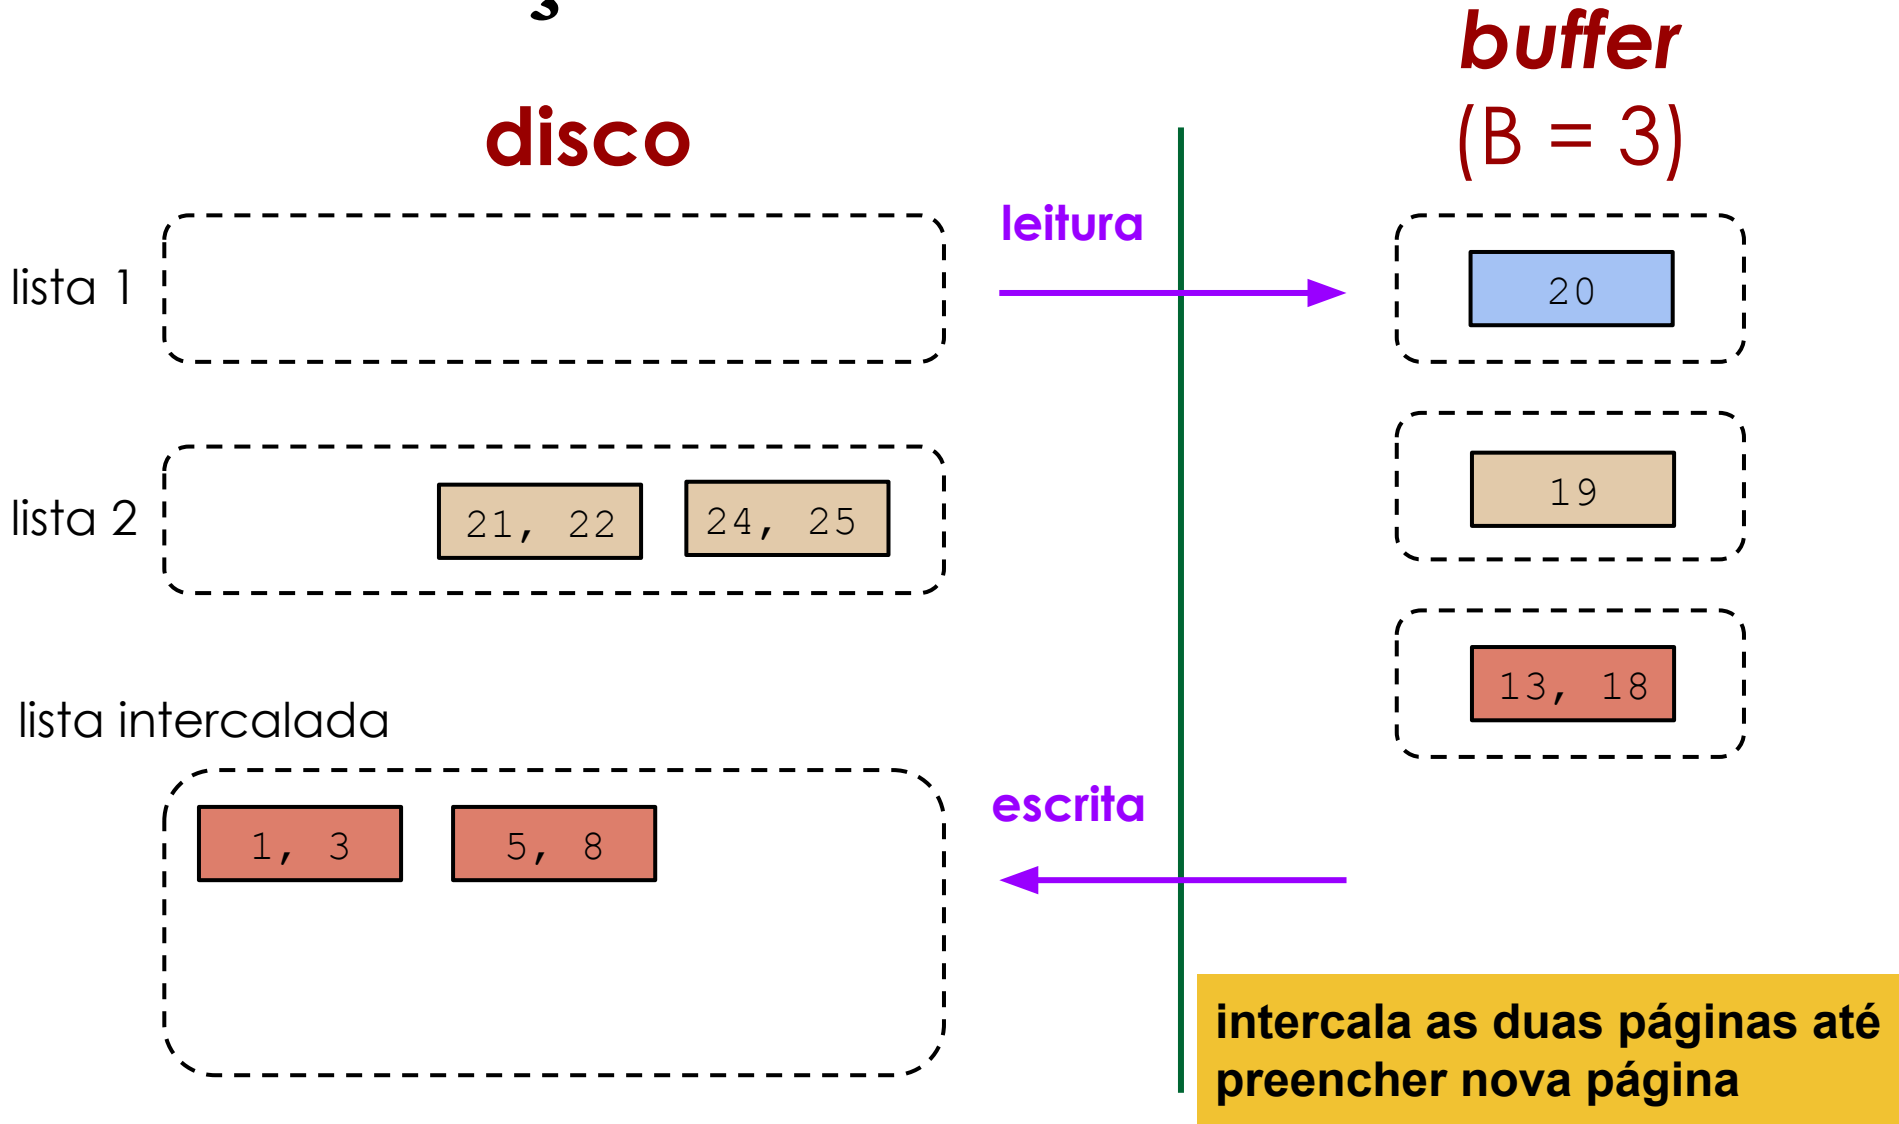 buffer
disco
(B = 3)
leitura
lista 1
20
lista 2
21, 22
24, 25
19
13, 18
lista intercalada
escrita
1, 3
5, 8
intercala as duas páginas até
preencher nova página